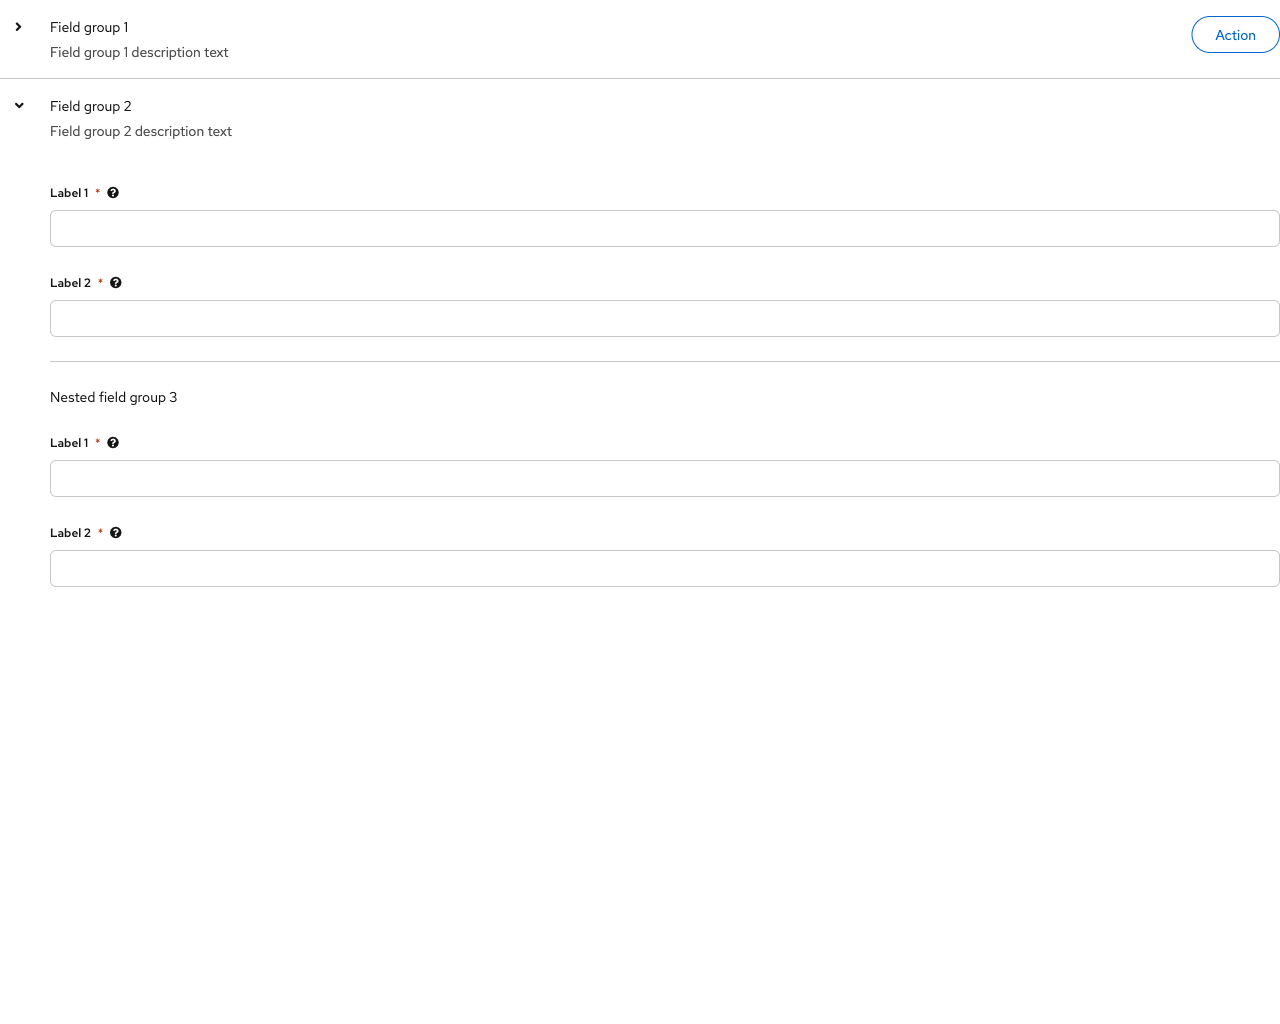 Field group 1
Action
Field group 1 description text
Field group 2
Field group 2 description text
Label 1 *
Label 2 *
Nested field group 3
Label 1 *
Label 2 *